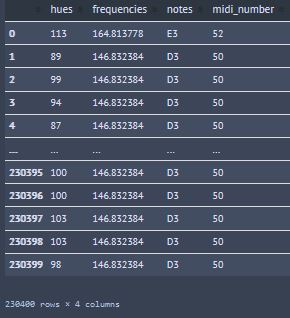 hues frequencies notes midi_number
0 113 164.813778 E3 52
1 89 146.832384 D3 50
2 99 146.832384 D3 50
3 94 146.832384 D3 50
4 87 146.832384 D3 50
... ... ... ... ...
230395 100 146.832384 D3 50
230396 100 146.832384 D3 50
230397 103 146.832384 D3 50
230398 103 146.832384 D3 50
230399 98 146.832384 D3 50
230400 rows × 4 columns